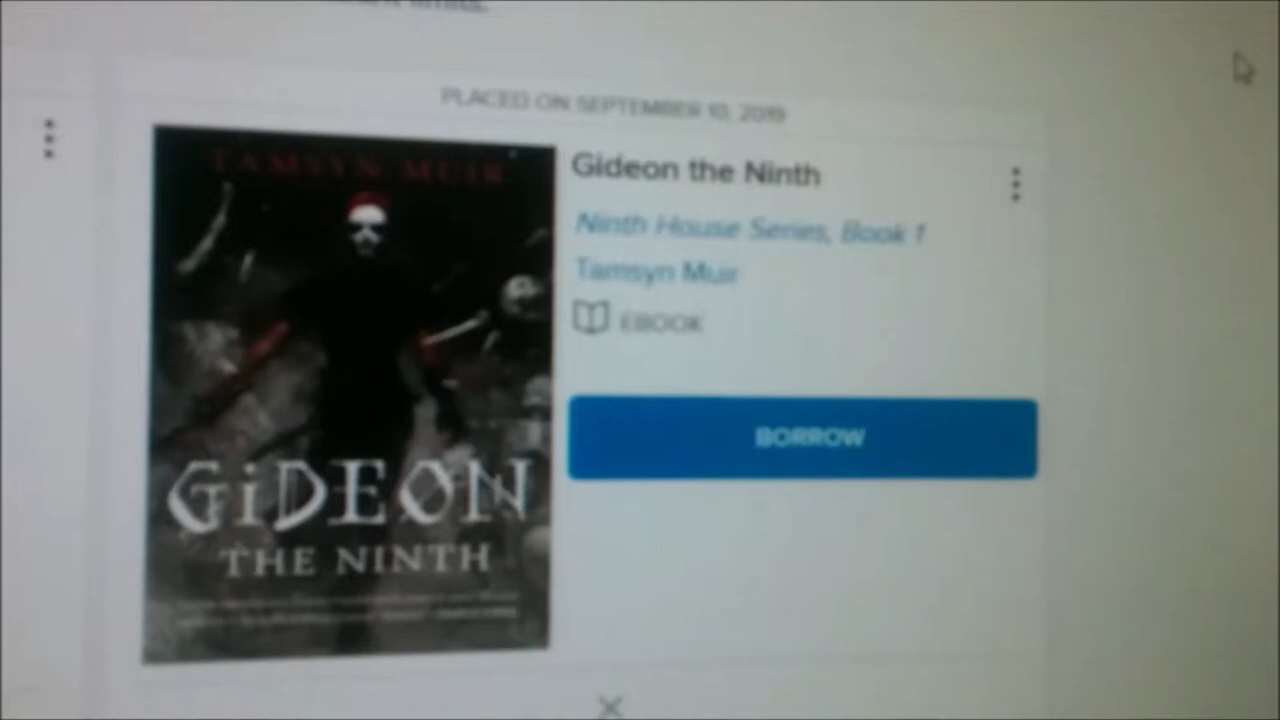 limits.
PLACED ON SEPTEMBER 10, 2019
TAMSYN MUIR
GiDEON
THE NINTH
Gideon the Ninth
Ninth House Series, Book 1
Tamsyn Muir
EBOOK
BORROW